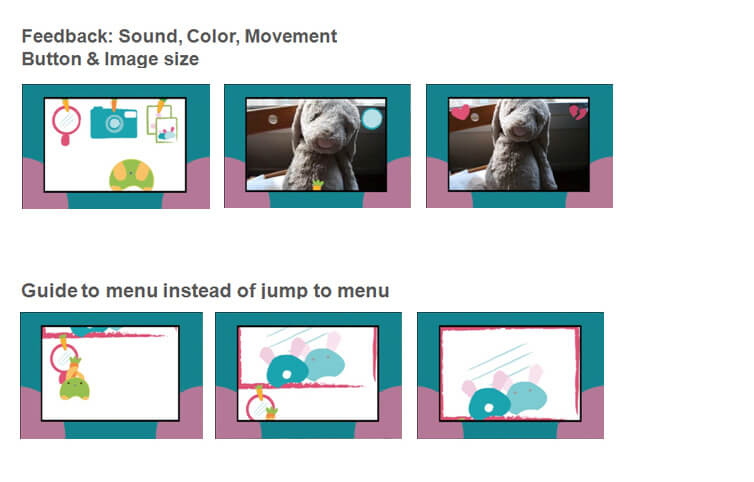 Feedback: Sound, Color, Movement
Button & Image size
Guide to menu instead of jump to menu